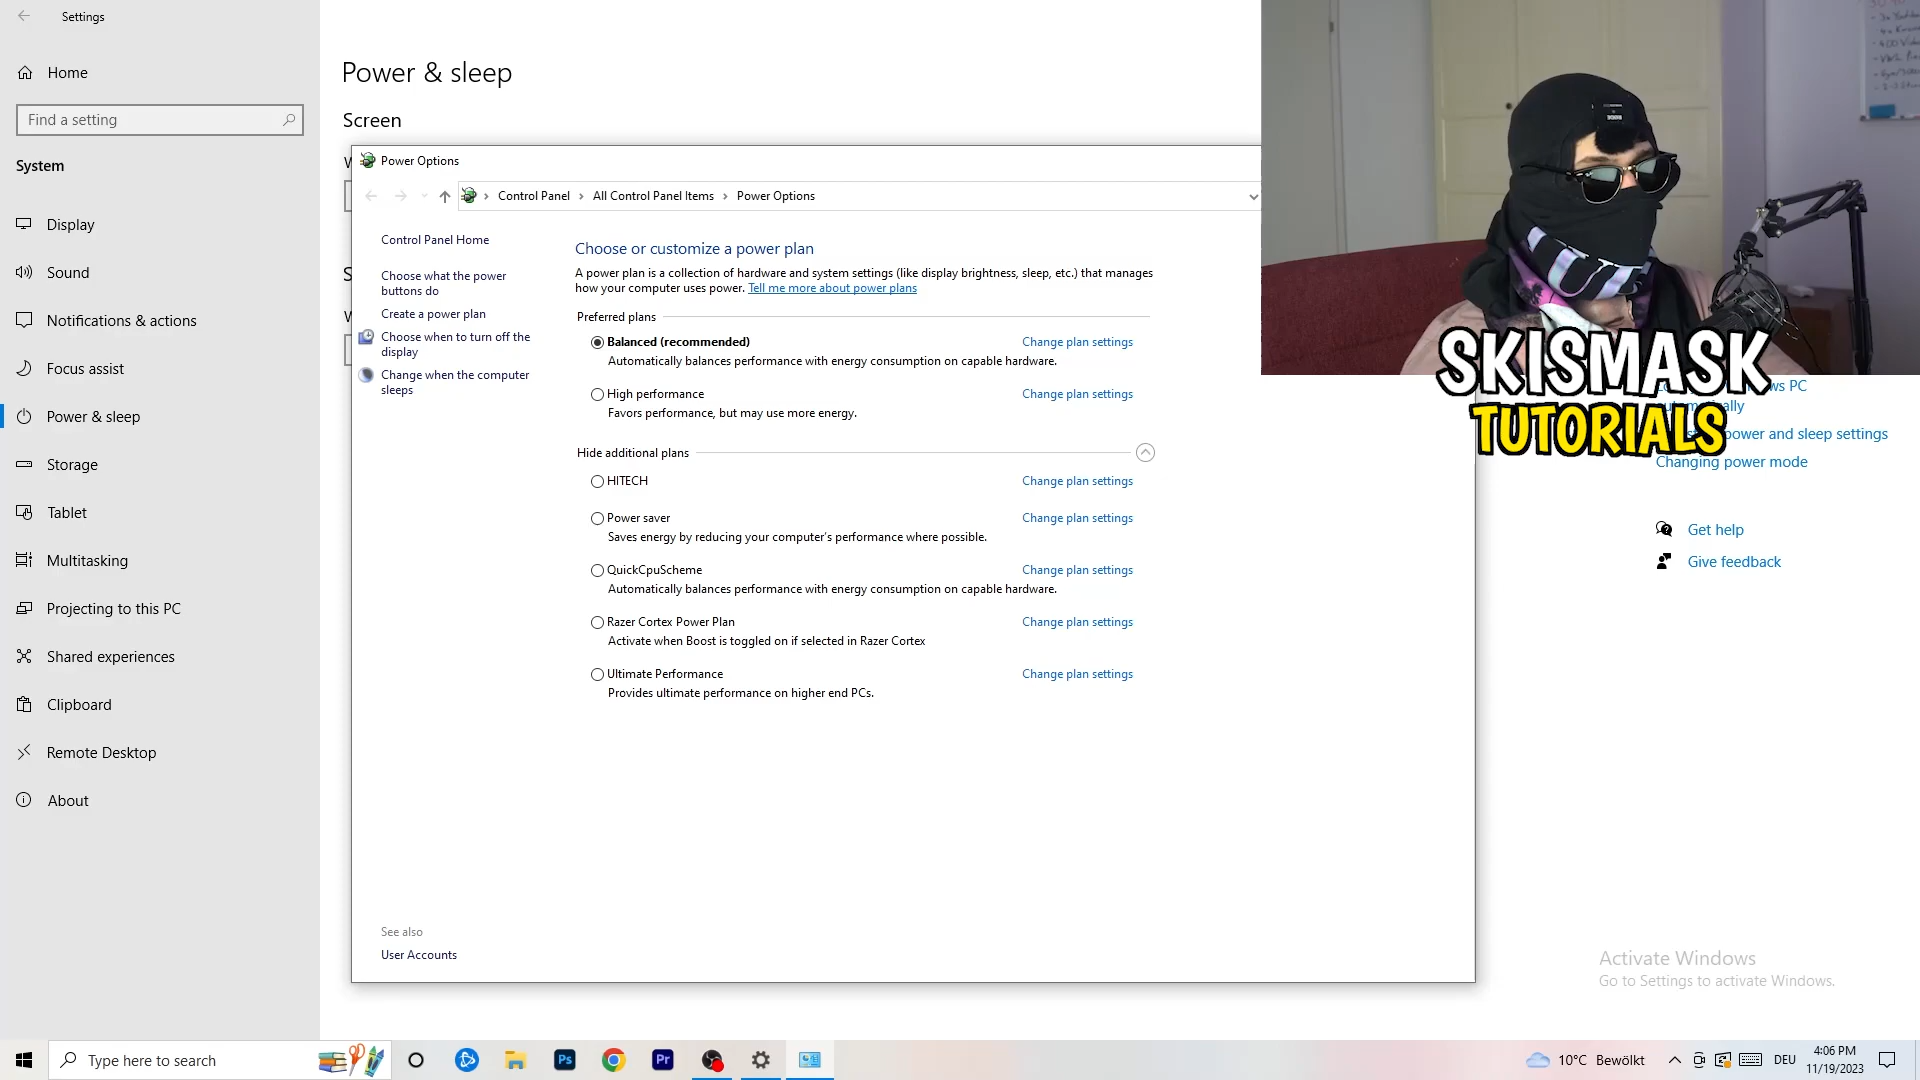 Settings
Home
Find a setting
System
Display
Sound
Notifications & actions
Focus assist
Power & sleep
Storage
Tablet
Multitasking
Projecting to this PC
Shared experiences
Clipboard
Remote Desktop
About
Power & sleep
Screen
Power Options
Control Panel
All Control Panel Items
Power Options
Control Panel Home
Choose what the power
buttons do
Create a power plan
Choose when to turn off the
display
Change when the computer
sleeps
See also
User Accounts
Choose or customize a power plan
A power plan is a collection of hardware and system settings (like display brightness, sleep, etc.) that manages
how your computer uses power. Tell me more about power plans
Preferred plans
Balanced (recommended) Change plan settings
Automatically balances performance with energy consumption on capable hardware.
High performance Change plan settings
Favors performance, but may use more energy.
Hide additional plans
HITECH Change plan settings
Power saver Change plan settings
Saves energy by reducing your computer's performance where possible.
QuickCpuScheme Change plan settings
Automatically balances performance with energy consumption on capable hardware.
Razer Cortex Power Plan Change plan settings
Activate when Boost is toggled on if selected in Razer Cortex
Ultimate Performance Change plan settings
Provides ultimate performance on higher end PCs.
SKISMASK
TUTORIALS
PC
power and sleep settings
Changing power mode
Get help
Give feedback
Activate Windows
Go to Settings to activate Windows.
Type here to search
Ps
Pr
10°C Bewölkt
DEU
4:06 PM
11/19/2023